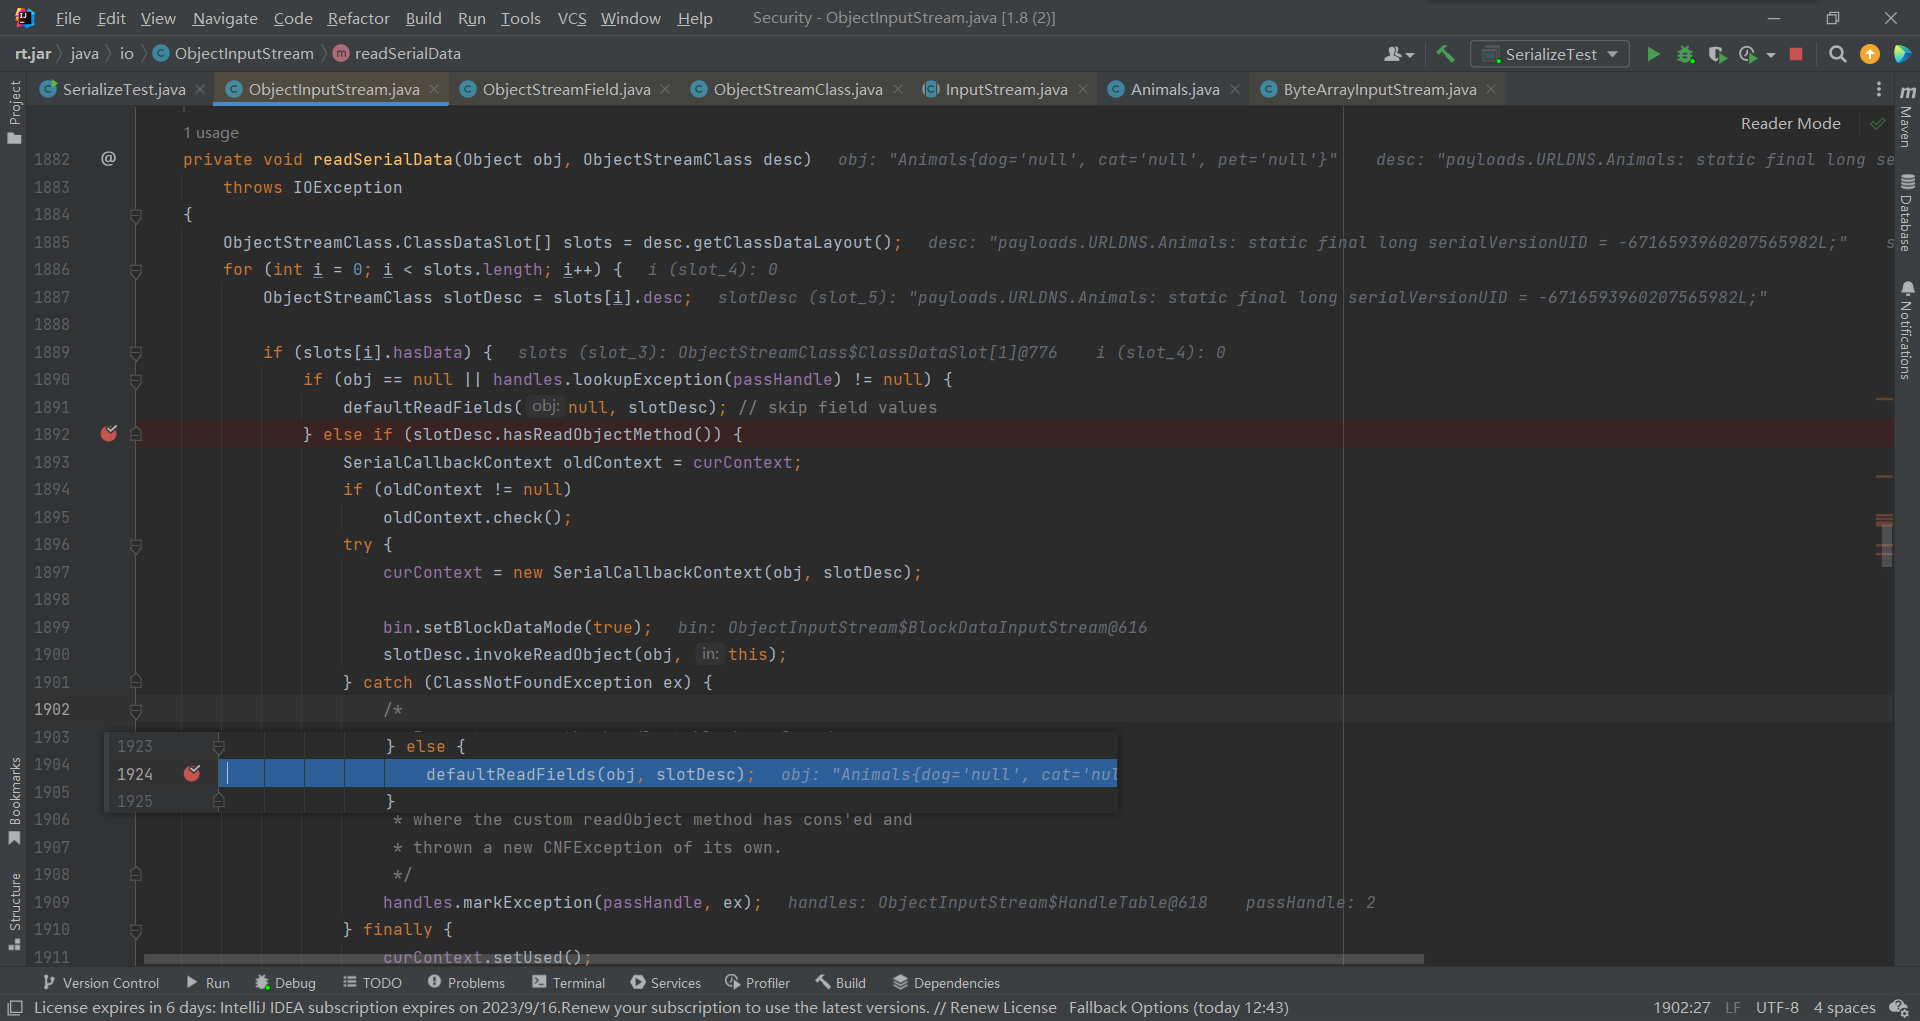 File Edit View Navigate Code Refactor Build Run Tools VCS Window Help Security - ObjectInputStream.java [1.8 (2)]
rt.jar java io ObjectInputStream readSerialData SerializeTest
SerializeTest.java ObjectInputStream.java ObjectStreamField.java ObjectStreamClass.java InputStream.java Animals.java ByteArrayInputStream.java
Project
Maven
Database
Notifications
Bookmarks
Structure
Reader Mode
1 usage
1882 @ private void readSerialData(Object obj, ObjectStreamClass desc) obj: "Animals{dog='null', cat='null', pet='null'}" desc: "payloads.URLDNS.Animals: static final long se
1883 throws IOException
1884 {
1885 ObjectStreamClass.ClassDataSlot[] slots = desc.getClassDataLayout(); desc: "payloads.URLDNS.Animals: static final long serialVersionUID = -6716593960207565982L;" s
1886 for (int i = 0; i < slots.length; i++) { i (slot_4): 0
1887 ObjectStreamClass slotDesc = slots[i].desc; slotDesc (slot_5): "payloads.URLDNS.Animals: static final long serialVersionUID = -6716593960207565982L;"
1888
1889 if (slots[i].hasData) { slots (slot_3): ObjectStreamClass$ClassDataSlot[1]@776 i (slot_4): 0
1890 if (obj == null || handles.lookupException(passHandle) != null) {
1891 defaultReadFields( obj: null, slotDesc); // skip field values
1892 } else if (slotDesc.hasReadObjectMethod()) {
1893 SerialCallbackContext oldContext = curContext;
1894 if (oldContext != null)
1895 oldContext.check();
1896 try {
1897 curContext = new SerialCallbackContext(obj, slotDesc);
1898
1899 bin.setBlockDataMode(true); bin: ObjectInputStream$BlockDataInputStream@616
1900 slotDesc.invokeReadObject(obj, in: this);
1901 } catch (ClassNotFoundException ex) {
1902 /*
1903
1923 } else {
1904
1924 defaultReadFields(obj, slotDesc); obj: "Animals{dog='null', cat='nul
1905
1925 }
1906 * where the custom readObject method has cons'ed and
1907 * thrown a new CNFException of its own.
1908 */
1909 handles.markException(passHandle, ex); handles: ObjectInputStream$HandleTable@618 passHandle: 2
1910 } finally {
1911 curContext.setUsed();
Version Control Run Debug TODO Problems Terminal Services Profiler Build Dependencies
License expires in 6 days: IntelliJ IDEA subscription expires on 2023/9/16.Renew your subscription to use the latest versions. // Renew License Fallback Options (today 12:43) 1902:27 LF UTF-8 4 spaces